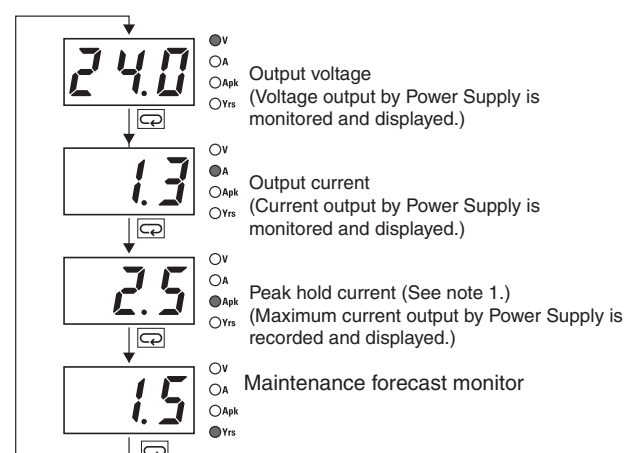 24.0
V
A
Apk
Yrs
Output voltage
(Voltage output by Power Supply is
monitored and displayed.)
1.3
V
A
Apk
Yrs
Output current
(Current output by Power Supply is
monitored and displayed.)
2.5
V
A
Apk
Yrs
Peak hold current (See note 1.)
(Maximum current output by Power Supply is
recorded and displayed.)
1.5
V
A
Apk
Yrs
Maintenance forecast monitor